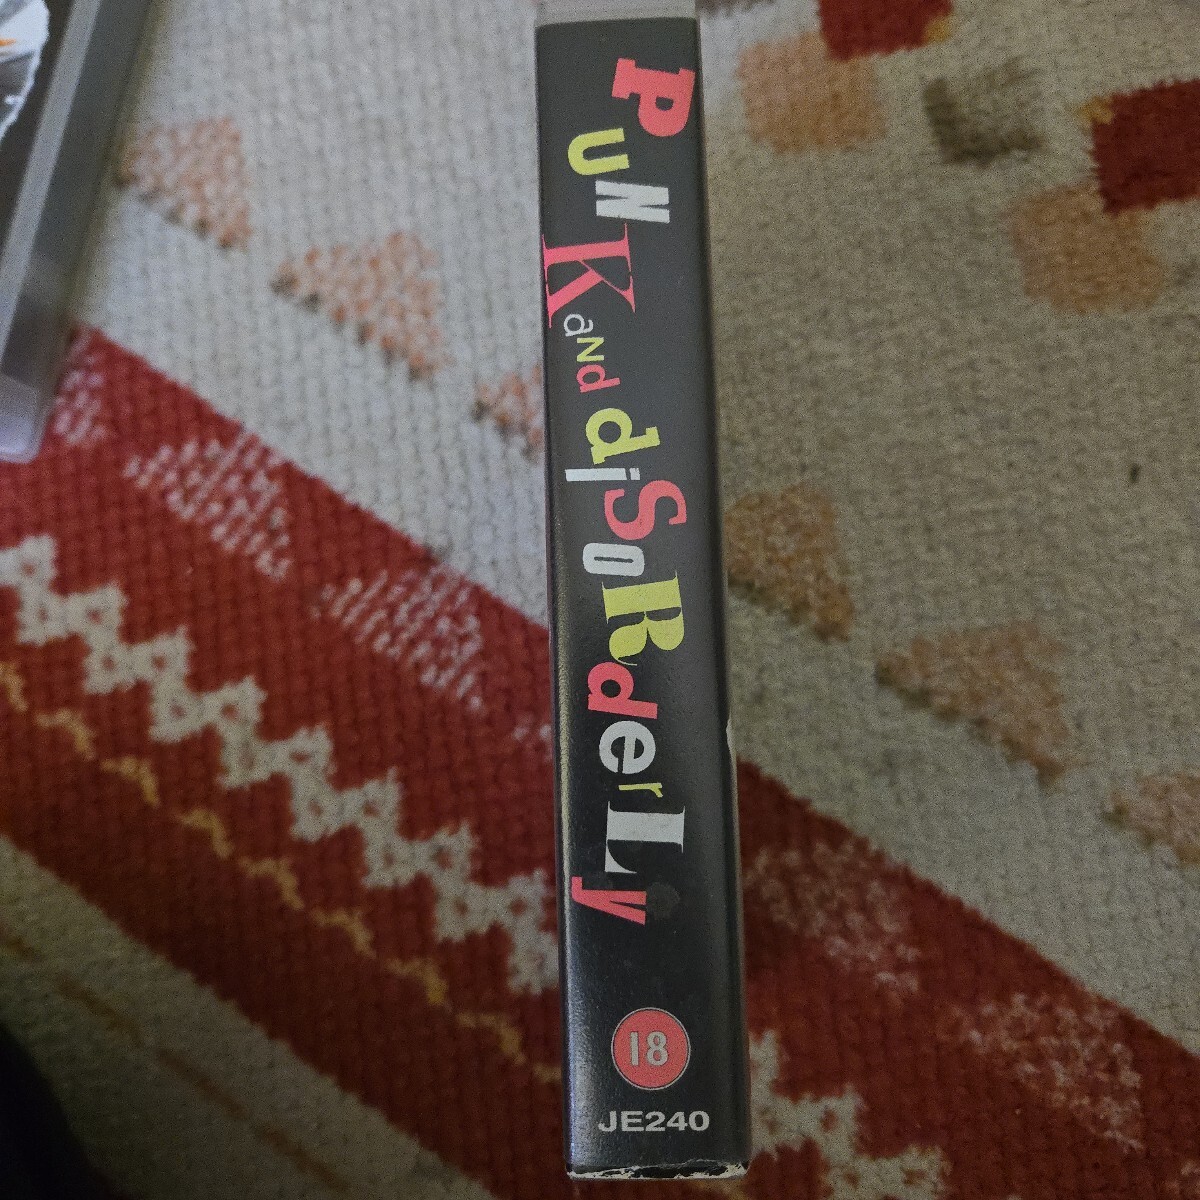 PuNK aNd diSoRderLy
18
JE240